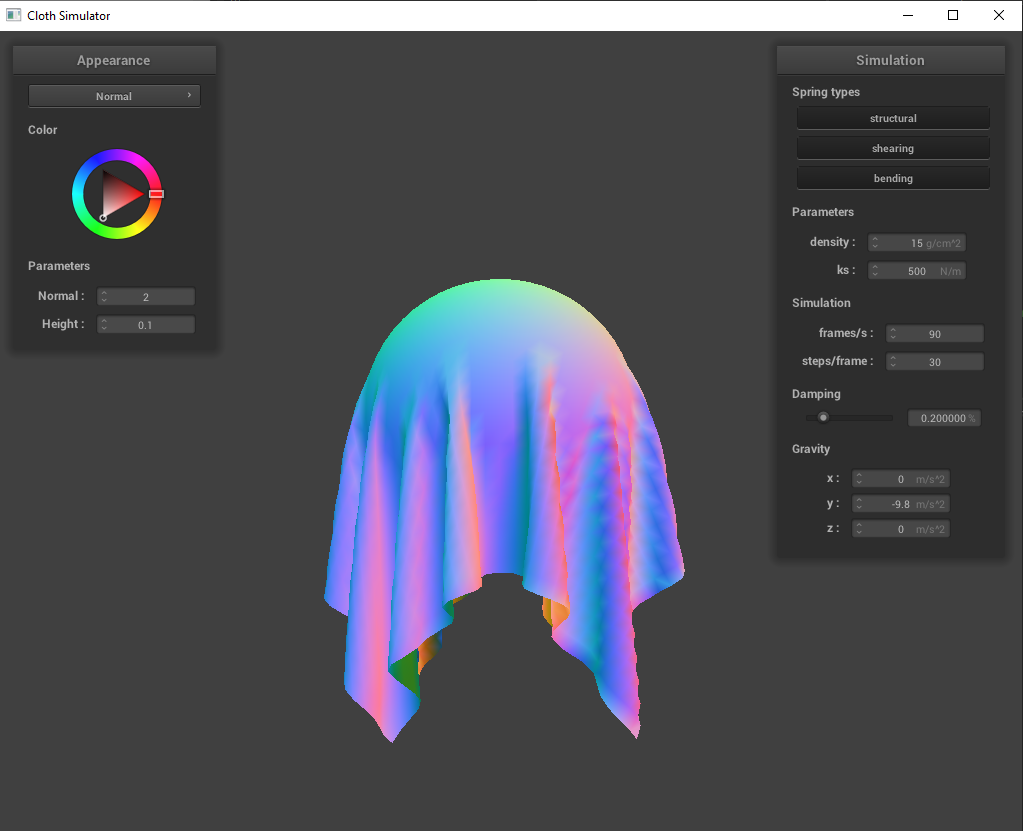 Cloth Simulator
Appearance
Normal
Color
Parameters
Normal : 2
Height : 0.1
Simulation
Spring types
structural
shearing
bending
Parameters
density : 15 g/cm^2
ks : 500 N/m
Simulation
frames/s : 90
steps/frame : 30
Damping
0.200000 %
Gravity
x : 0 m/s^2
y : -9.8 m/s^2
z : 0 m/s^2